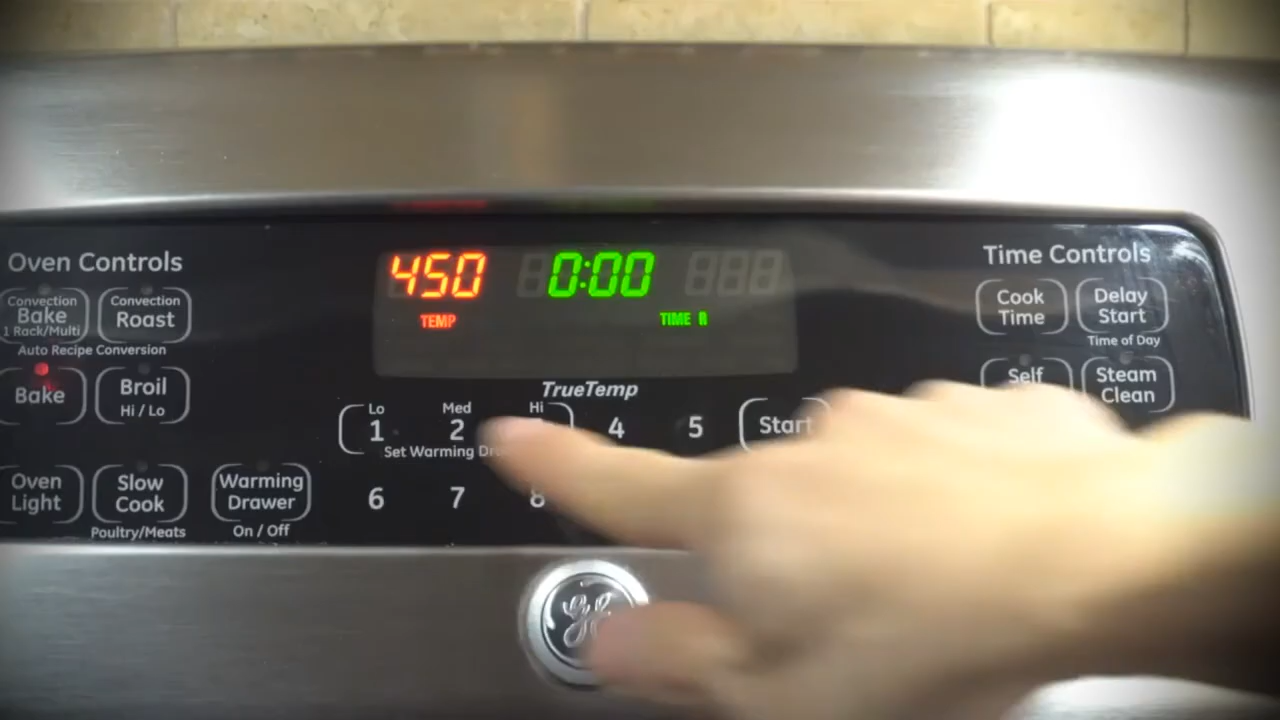 Oven Controls
Convection
Bake
1 Rack/Multi
Convection
Roast
Auto Recipe Conversion
Bake
Broil
Hi / Lo
Oven
Light
Slow
Cook
Poultry/Meats
Warming
Drawer
On / Off
450
TEMP
0:00
TIME
TrueTemp
Lo
1
Med
2
Hi
4
5
Start
Set Warming
6
7
8
GE
Time Controls
Cook
Time
Delay
Start
Time of Day
Self
Steam
Clean